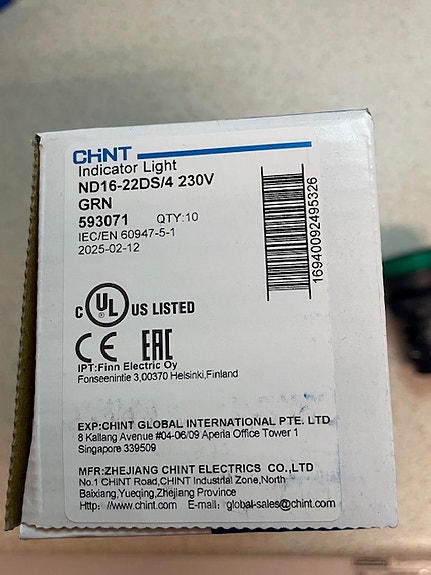 CHNT
Indicator Light
ND16-22DS/4 230V
GRN
593071 QTY:10
IEC/EN 60947-5-1
2025-02-12
16940092495326
C UL US LISTED
CE EAC
IPT:Finn Electric Oy
Fonseenintie 3,00370 Helsinki,Finland
EXP:CHINT GLOBAL INTERNATIONAL PTE. LTD
8 Kallang Avenue #04-06/09 Aperia Office Tower 1
Singapore 339509
MFR:ZHEJIANG CHINT ELECTRICS CO.,LTD
No.1 CHINT Road,CHINT Industrial Zone,North
Baixiang,Yueqing,Zhejiang Province
Http: //www.chint.com E-mail: global-sales@chint.com